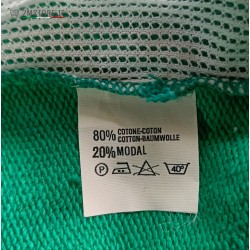 80% COTONE-COTON
COTTON-BAUMWOLLE
20% MODAL
P
40°